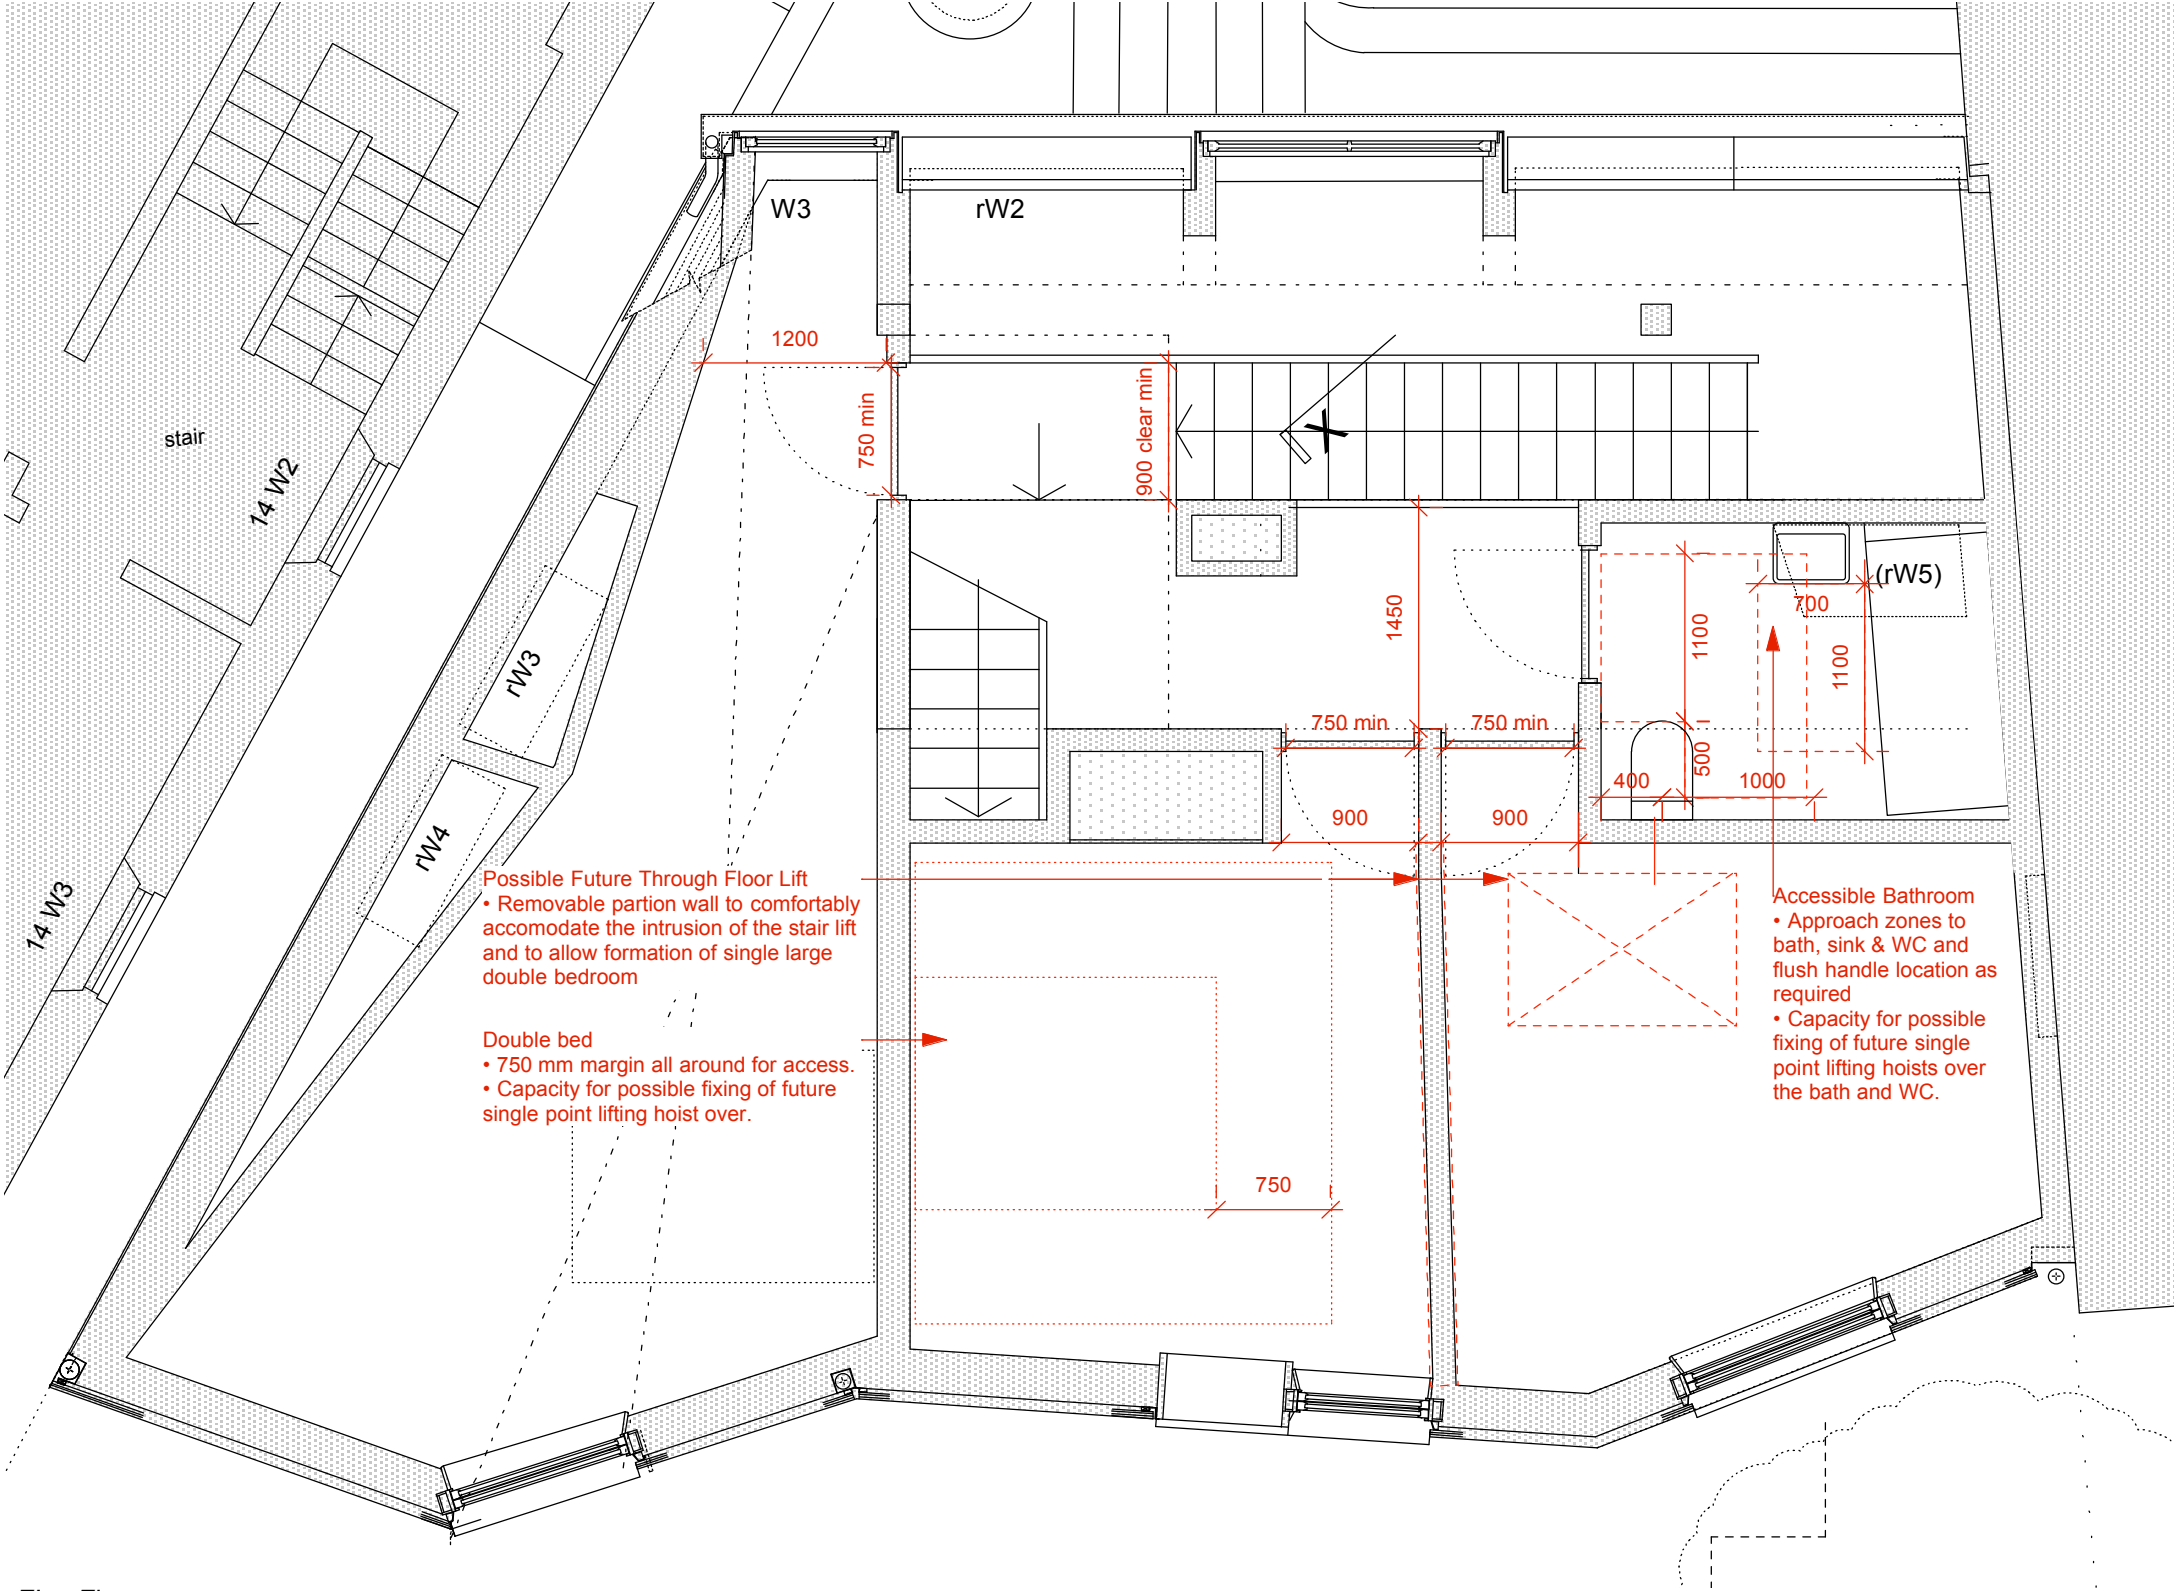 W3
rW2
1200
750 min
900 clear min
X
stair
14 W2
(rW5)
700
1450
1100
1100
rW3
750 min
750 min
500
400
1000
900
900
rW4
14 W3
Possible Future Through Floor Lift
• Removable partion wall to comfortably
accomodate the intrusion of the stair lift
and to allow formation of single large
double bedroom
Accessible Bathroom
• Approach zones to
bath, sink & WC and
flush handle location as
required
• Capacity for possible
fixing of future single
point lifting hoists over
the bath and WC.
Double bed
• 750 mm margin all around for access.
• Capacity for possible fixing of future
single point lifting hoist over.
750